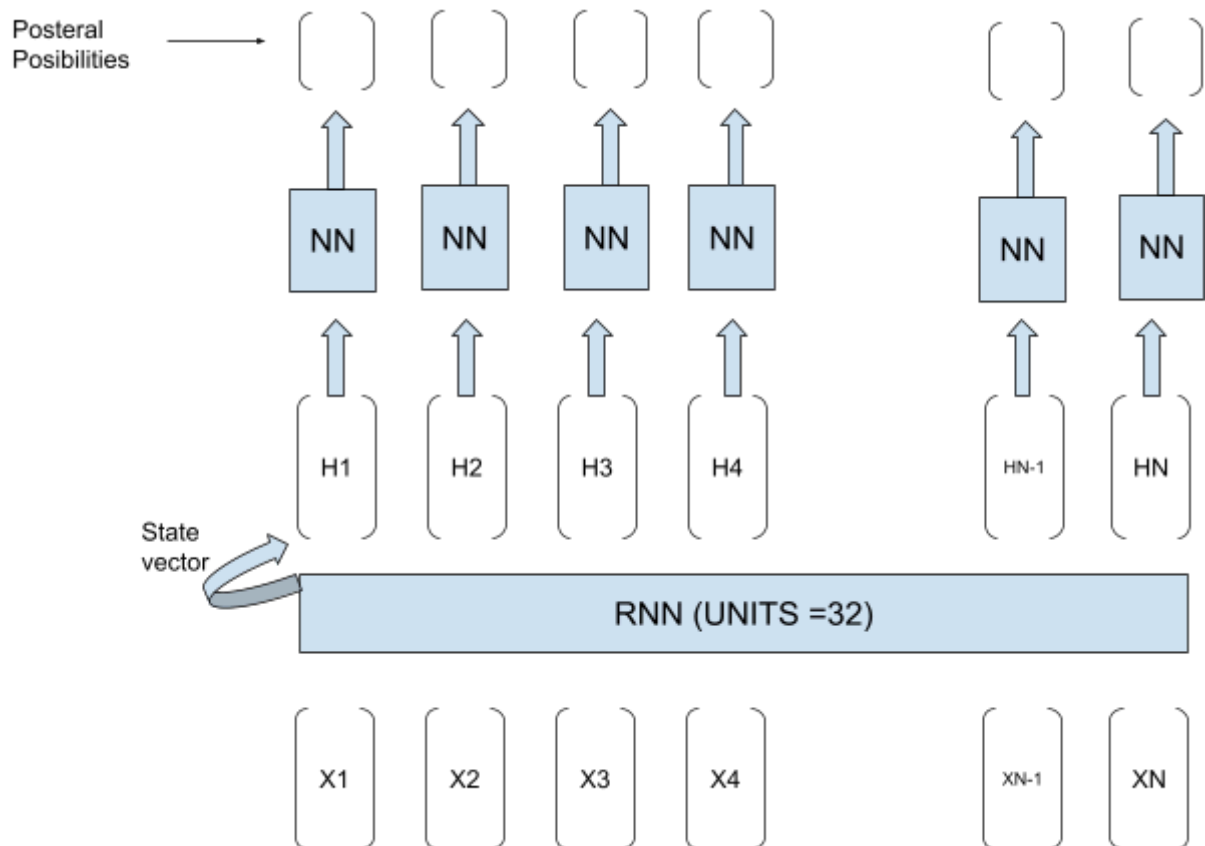 Posteral
Posibilities
NN NN NN NN NN NN
H1 H2 H3 H4 HN-1 HN
State
vector
RNN (UNITS =32)
X1 X2 X3 X4 XN-1 XN